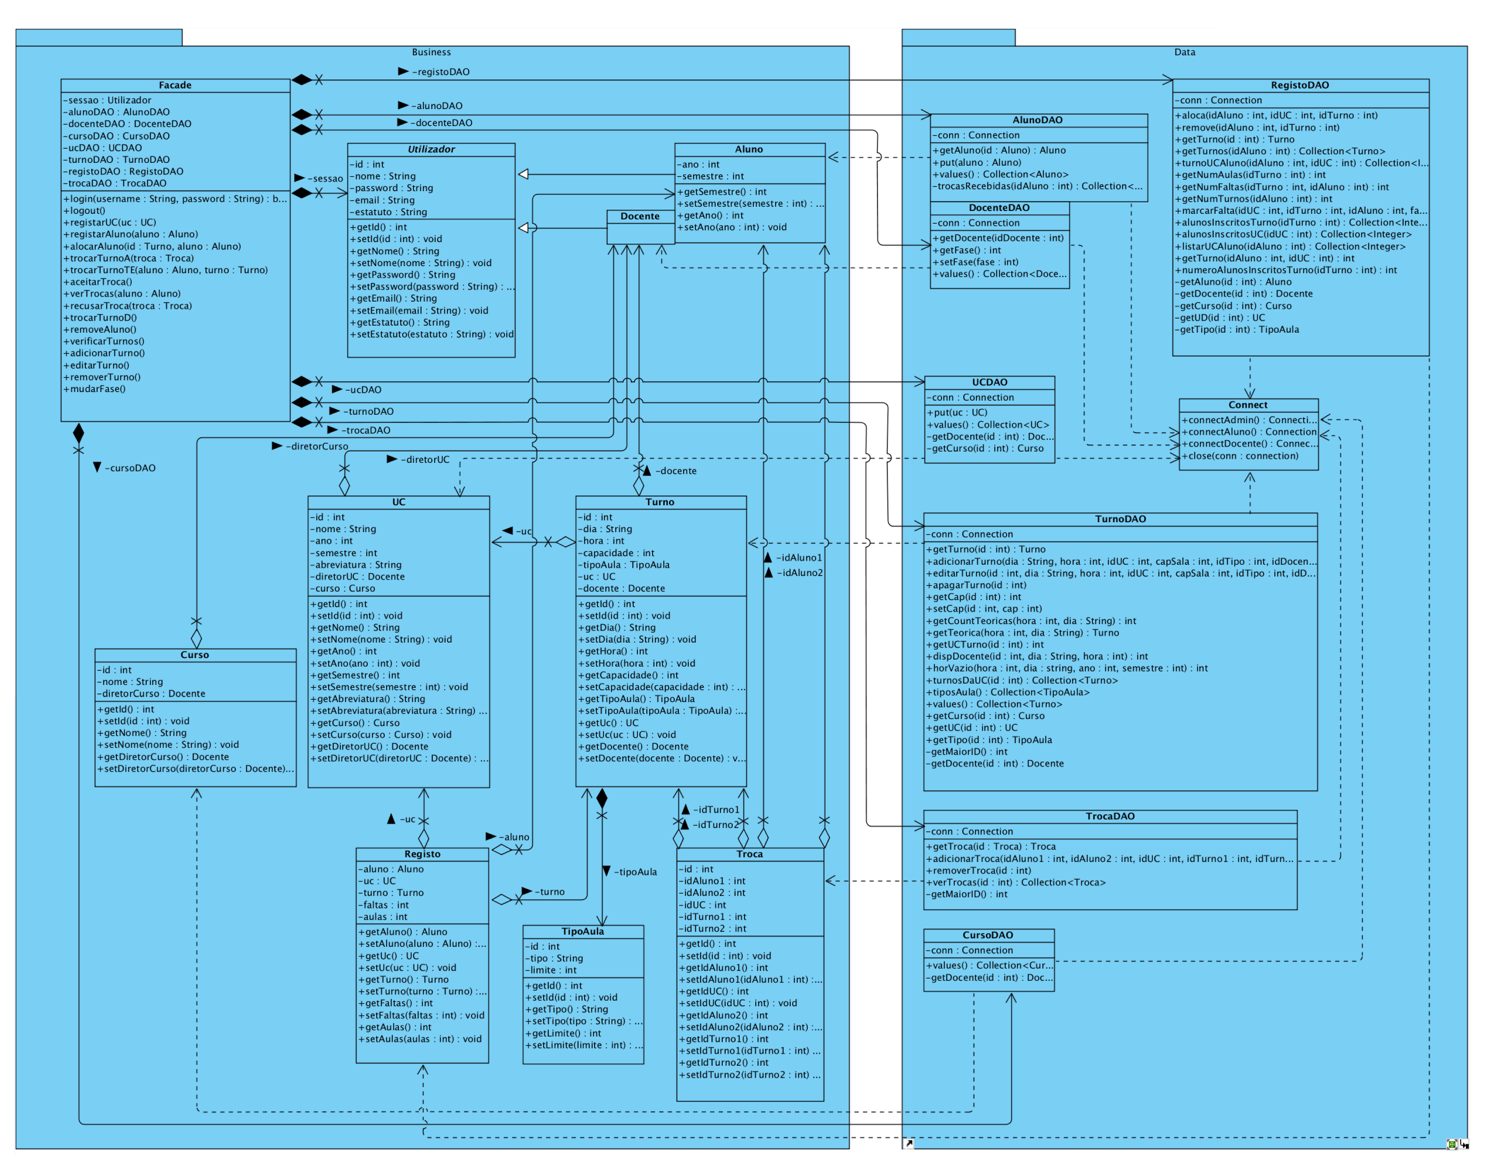 Business
Facade
-sessao : Utilizador
-alunoDAO : AlunoDAO
-docenteDAO : DocenteDAO
-cursoDAO : CursoDAO
-ucDAO : UCDAO
-turnoDAO : TurnoDAO
-registoDAO : RegistoDAO
-trocaDAO : TrocaDAO
+login(username : String, password : String) : b...
+logout()
+registarUC(uc : UC)
+registarAluno(aluno : Aluno)
+alocarAluno(id : Turno, aluno : Aluno)
+trocarTurnoA(troca : Troca)
+trocarTurnoTE(aluno : Aluno, turno : Turno)
+aceitarTroca()
+verTrocas(aluno : Aluno)
+recusarTroca(troca : Troca)
+trocarTurnoD()
+removeAluno()
+verificarTurnos()
+adicionarTurno()
+editarTurno()
+removerTurno()
+mudarFase()
-registoDAO
-alunoDAO
-docenteDAO
-sessao
-ucDAO
-turnoDAO
-trocaDAO
-diretorCurso
-diretorUC
-cursoDAO
-docente
-uc
-idAluno1
-idAluno2
-idTurno1
-idTurno2
-uc
-aluno
-turno
-tipoAula
Utilizador
-id : int
-nome : String
-password : String
-email : String
-estatuto : String
+getId() : int
+setId(id : int) : void
+getNome() : String
+setNome(nome : String) : void
+getPassword() : String
+setPassword(password : String) : ...
+getEmail() : String
+setEmail(email : String) : void
+getEstatuto() : String
+setEstatuto(estatuto : String) : void
Aluno
-ano : int
-semestre : int
+getSemestre() : int
+setSemestre(semestre : int) : ...
+getAno() : int
+setAno(ano : int) : void
Docente
UC
-id : int
-nome : String
-ano : int
-semestre : int
-abreviatura : String
-diretorUC : Docente
-curso : Curso
+getId() : int
+setId(id : int) : void
+getNome() : String
+setNome(nome : String) : void
+getAno() : int
+setAno(ano : int) : void
+getSemestre() : int
+setSemestre(semestre : int) : void
+getAbreviatura() : String
+setAbreviatura(abreviatura : String) ...
+getCurso() : Curso
+setCurso(curso : Curso) : void
+getDiretorUC() : Docente
+setDiretorUC(diretorUC : Docente) : ...
Turno
-id : int
-dia : String
-hora : int
-capacidade : int
-tipoAula : TipoAula
-uc : UC
-docente : Docente
+getId() : int
+setId(id : int) : void
+getDia() : String
+setDia(dia : String) : void
+getHora() : int
+setHora(hora : int) : void
+getCapacidade() : int
+setCapacidade(capacidade : int) : ...
+getTipoAula() : TipoAula
+setTipoAula(tipoAula : TipoAula) :...
+getUc() : UC
+setUc(uc : UC) : void
+getDocente() : Docente
+setDocente(docente : Docente) : v...
Curso
-id : int
-nome : String
-diretorCurso : Docente
+getId() : int
+setId(id : int) : void
+getNome() : String
+setNome(nome : String) : void
+getDiretorCurso() : Docente
+setDiretorCurso(diretorCurso : Docente)...
Registo
-aluno : Aluno
-uc : UC
-turno : Turno
-faltas : int
-aulas : int
+getAluno() : Aluno
+setAluno(aluno : Aluno) :...
+getUc() : UC
+setUc(uc : UC) : void
+getTurno() : Turno
+setTurno(turno : Turno) :...
+getFaltas() : int
+setFaltas(faltas : int) : void
+getAulas() : int
+setAulas(aulas : int) : void
TipoAula
-id : int
-tipo : String
-limite : int
+getId() : int
+setId(id : int) : void
+getTipo() : String
+setTipo(tipo : String) : ...
+getLimite() : int
+setLimite(limite : int) : ...
Troca
-id : int
-idAluno1 : int
-idAluno2 : int
-idUC : int
-idTurno1 : int
-idTurno2 : int
+getId() : int
+setId(id : int) : void
+getIdAluno1() : int
+setIdAluno1(idAluno1 : int) :...
+getIdUC() : int
+setIdUC(idUC : int) : void
+getIdAluno2() : int
+setIdAluno2(idAluno2 : int) :...
+getIdTurno1() : int
+setIdTurno1(idTurno1 : int) ...
+getIdTurno2() : int
+setIdTurno2(idTurno2 : int) ...
Data
RegistoDAO
-conn : Connection
+aloca(idAluno : int, idUC : int, idTurno : int)
+remove(idAluno : int, idTurno : int)
+getTurno(id : int) : Turno
+getTurnos(idAluno : int) : Collection<Turno>
+turnoUCAluno(idAluno : int, idUC : int) : Collection<I...
+getNumAulas(idTurno : int) : int
+getNumFaltas(idTurno : int, idAluno : int) : int
+getNumTurnos(idAluno : int) : int
+marcarFalta(idUC : int, idTurno : int, idAluno : int, fa...
+alunosInscritosTurno(idTurno : int) : Collection<Inte...
+alunosInscritosUC(idUC : int) : Collection<Integer>
+listarUCAluno(idAluno : int) : Collection<Integer>
+getTurno(idAluno : int, idUC : int) : int
+numeroAlunosInscritosTurno(idTurno : int) : int
-getAluno(id : int) : Aluno
-getDocente(id : int) : Docente
-getCurso(id : int) : Curso
-getUD(id : int) : UC
-getTipo(id : int) : TipoAula
AlunoDAO
-conn : Connection
+getAluno(id : Aluno) : Aluno
+put(aluno : Aluno)
+values() : Collection<Aluno>
-trocasRecebidas(idAluno : int) : Collection<...
DocenteDAO
-conn : Connection
+getDocente(idDocente : int)
+getFase() : int
+setFase(fase : int)
+values() : Collection<Doce...
UCDAO
-conn : Connection
+put(uc : UC)
+values() : Collection<UC>
-getDocente(id : int) : Doc...
-getCurso(id : int) : Curso
Connect
+connectAdmin() : Connecti...
+connectAluno() : Connection
+connectDocente() : Connec...
+close(conn : connection)
TurnoDAO
-conn : Connection
+getTurno(id : int) : Turno
+adicionarTurno(dia : String, hora : int, idUC : int, capSala : int, idTipo : int, idDocen...
+editarTurno(id : int, dia : String, hora : int, idUC : int, capSala : int, idTipo : int, idD...
+apagarTurno(id : int)
+getCap(id : int) : int
+setCap(id : int, cap : int)
+getCountTeoricas(hora : int, dia : String) : int
+getTeorica(hora : int, dia : String) : Turno
+getUCTurno(id : int) : int
+dispDocente(id : int, dia : String, hora : int) : int
+horVazio(hora : int, dia : string, ano : int, semestre : int) : int
+turnosDaUC(id : int) : Collection<Turno>
+tiposAula() : Collection<TipoAula>
+values() : Collection<Turno>
+getCurso(id : int) : Curso
+getUC(id : int) : UC
+getTipo(id : int) : TipoAula
-getMaiorID() : int
-getDocente(id : int) : Docente
TrocaDAO
-conn : Connection
+getTroca(id : Troca) : Troca
+adicionarTroca(idAluno1 : int, idAluno2 : int, idUC : int, idTurno1 : int, idTurn...
+removerTroca(id : int)
+verTrocas(id : int) : Collection<Troca>
-getMaiorID() : int
CursoDAO
-conn : Connection
+values() : Collection<Cur...
-getDocente(id : int) : Doc...